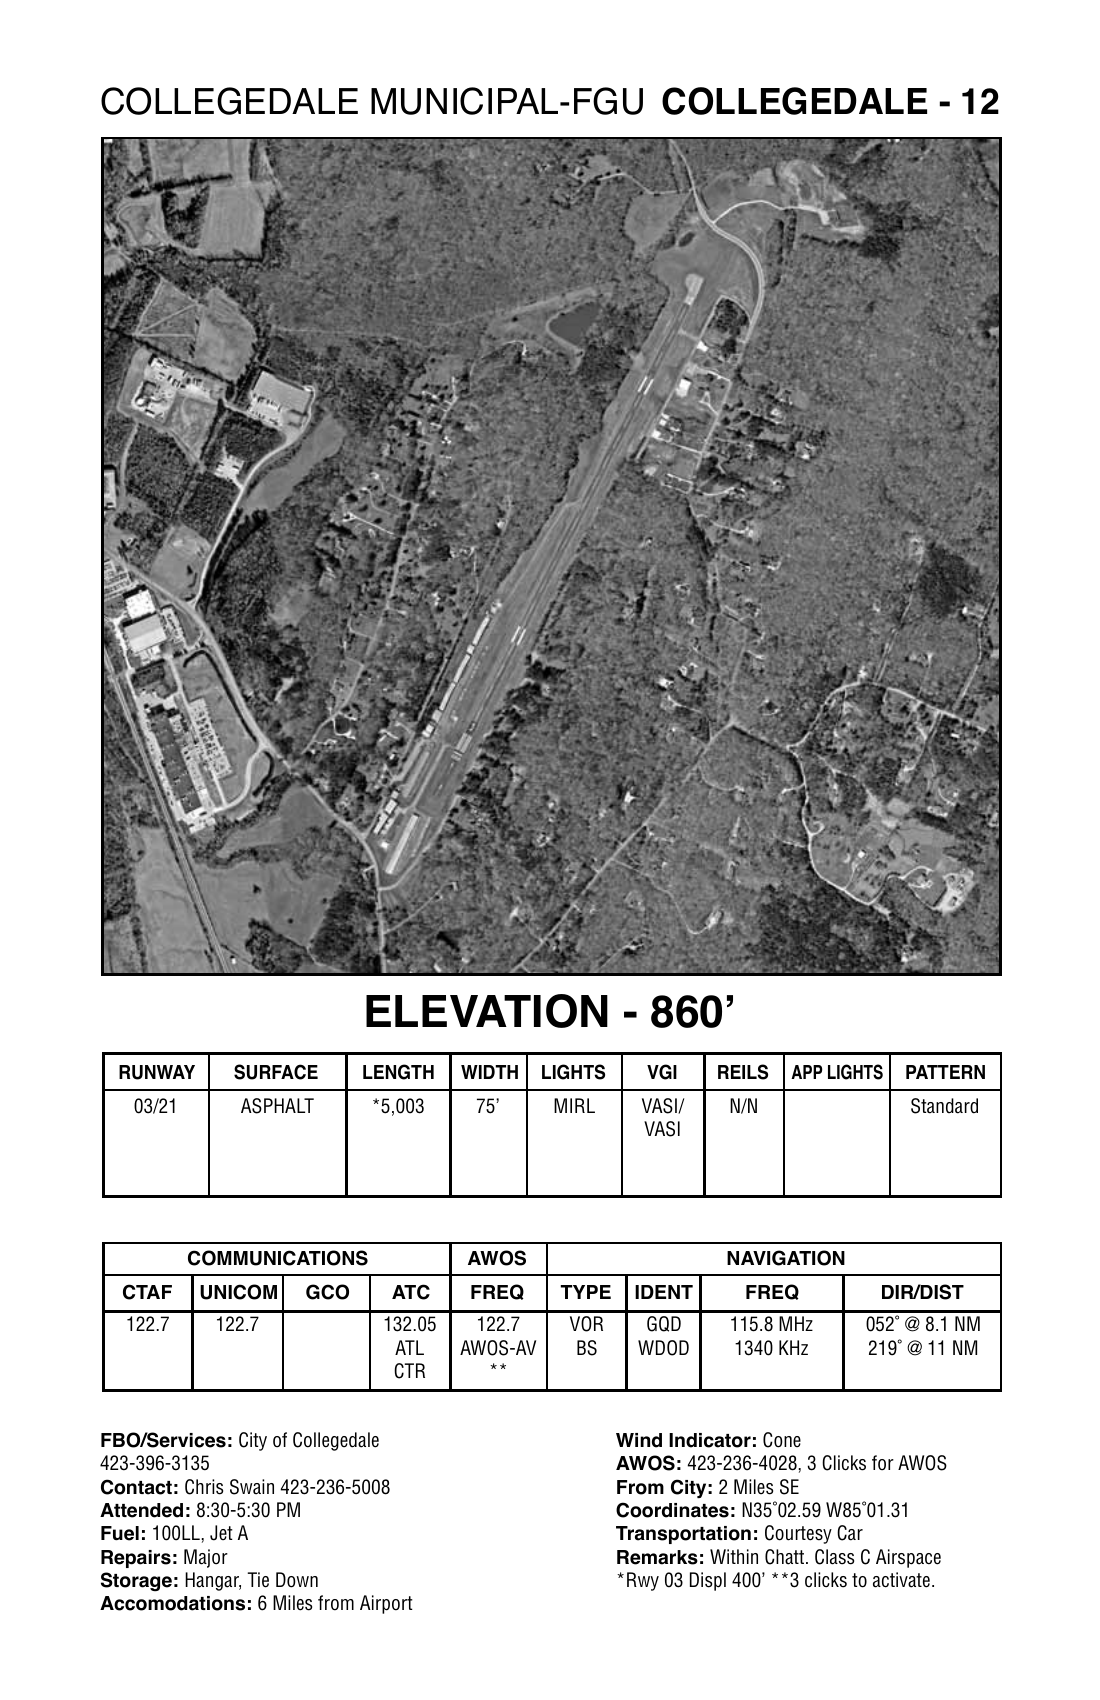 COLLEGEDALE MUNICIPAL-FGU COLLEGEDALE - 12
ELEVATION - 860’
RUNWAY SURFACE LENGTH WIDTH LIGHTS VGI REILS APP LIGHTS PATTERN
03/21 ASPHALT *5,003 75’ MIRL VASI/ N/N Standard
VASI
COMMUNICATIONS AWOS NAVIGATION
CTAF UNICOM GCO ATC FREQ TYPE IDENT FREQ DIR/DIST
122.7 122.7 132.05 122.7 VOR GQD 115.8 MHz 052˚ @ 8.1 NM
ATL AWOS-AV BS WDOD 1340 KHz 219˚ @ 11 NM
CTR **
FBO/Services: City of Collegedale
423-396-3135
Contact: Chris Swain 423-236-5008
Attended: 8:30-5:30 PM
Fuel: 100LL, Jet A
Repairs: Major
Storage: Hangar, Tie Down
Accomodations: 6 Miles from Airport
Wind Indicator: Cone
AWOS: 423-236-4028, 3 Clicks for AWOS
From City: 2 Miles SE
Coordinates: N35˚02.59 W85˚01.31
Transportation: Courtesy Car
Remarks: Within Chatt. Class C Airspace
*Rwy 03 Displ 400’ **3 clicks to activate.